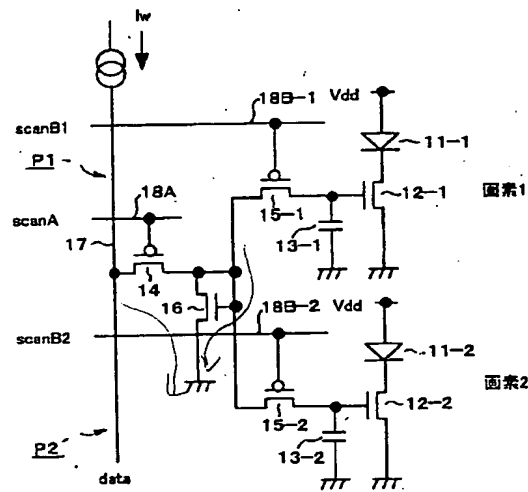 Iw
18B-1
Vdd
scanB1
11-1
P1
12-1
画素1
18A
scanA
15-1
13-1
17
14
16
18B-2
Vdd
scanB2
11-2
画素2
12-2
15-2
P2
13-2
data